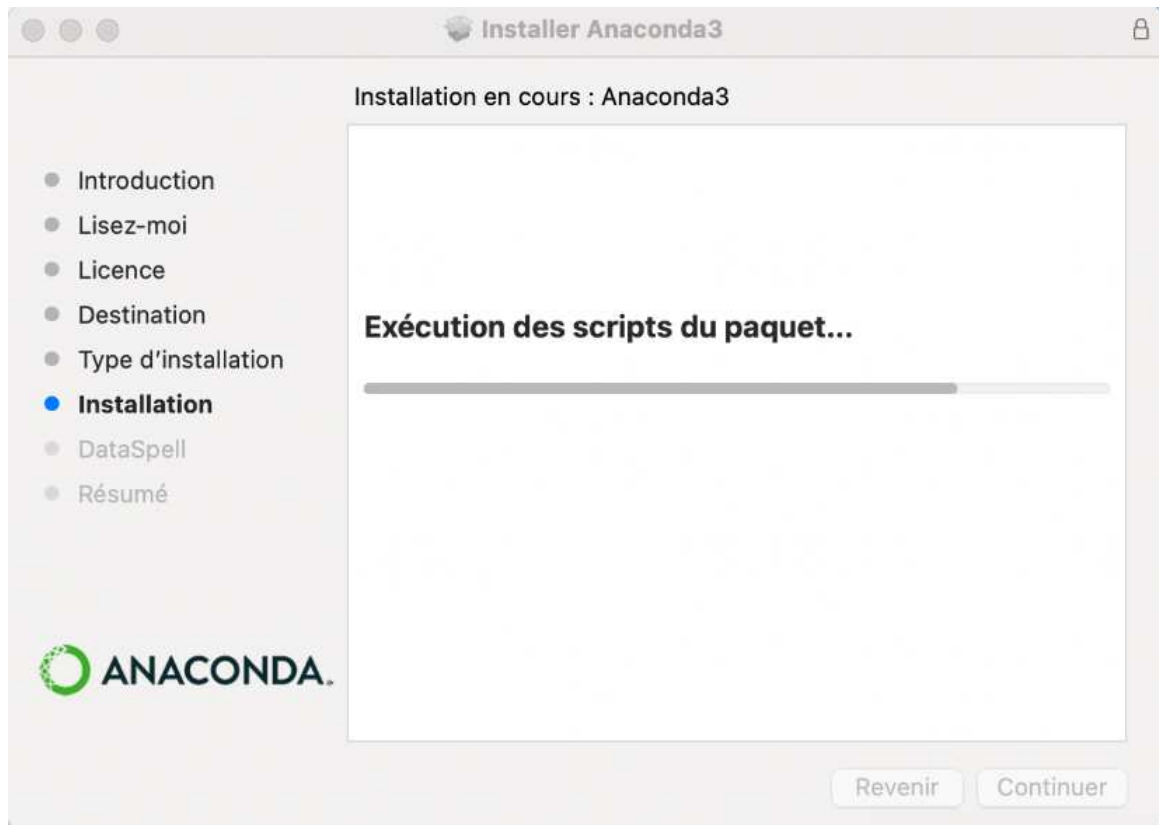 Installer Anaconda3
Installation en cours : Anaconda3
Introduction
Lisez-moi
Licence
Destination
Type d’installation
Installation
DataSpell
Résumé
Exécution des scripts du paquet...
ANACONDA.
Revenir
Continuer